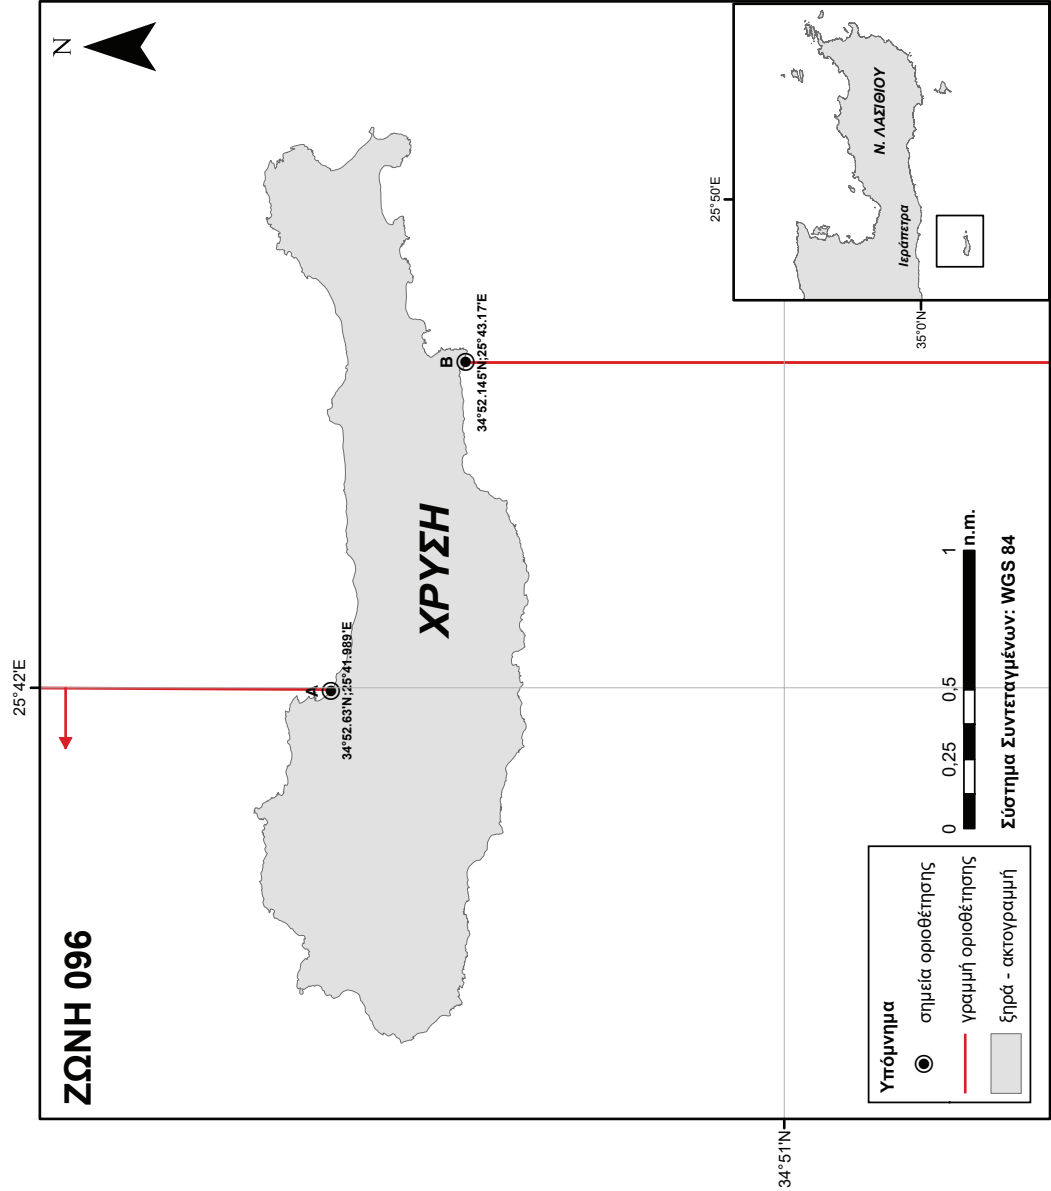 ΖΩΝΗ 096
25°42'E
N
A
34°52.63'N;25°41.989'E
ΧΡΥΣΗ
B
34°52.145'N;25°43.17'E
34°51'N
Υπόμνημα
σημεία οριοθέτησης
γραμμή οριοθέτησης
ξηρά - ακτογραμμή
0 0,25 0,5 1
n.m.
Σύστημα Συντεταγμένων: WGS 84
25°50'E
Ν. ΛΑΣΙΘΙΟΥ
Ιεράπετρα
35°0'N